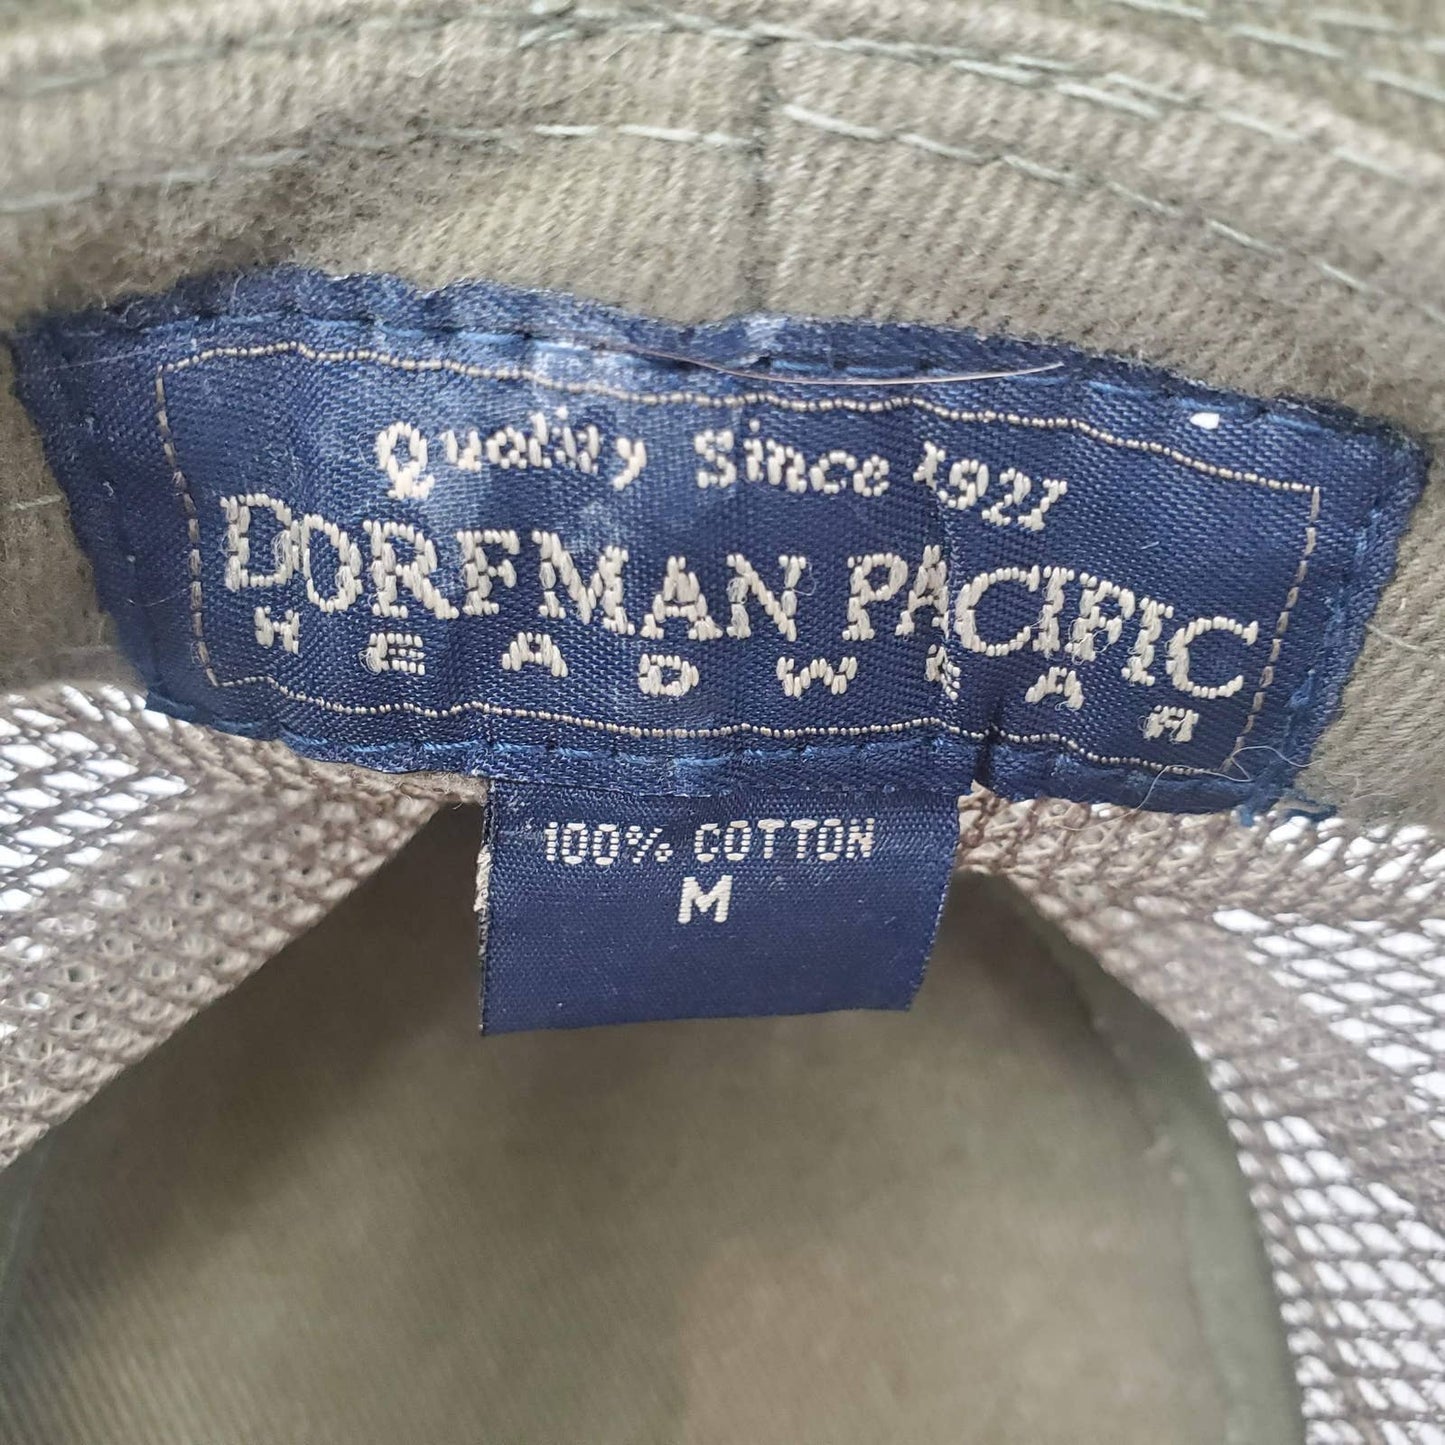 Quality Since 1921
DORFMAN PACIFIC
HEADWEAR
100% COTTON
M